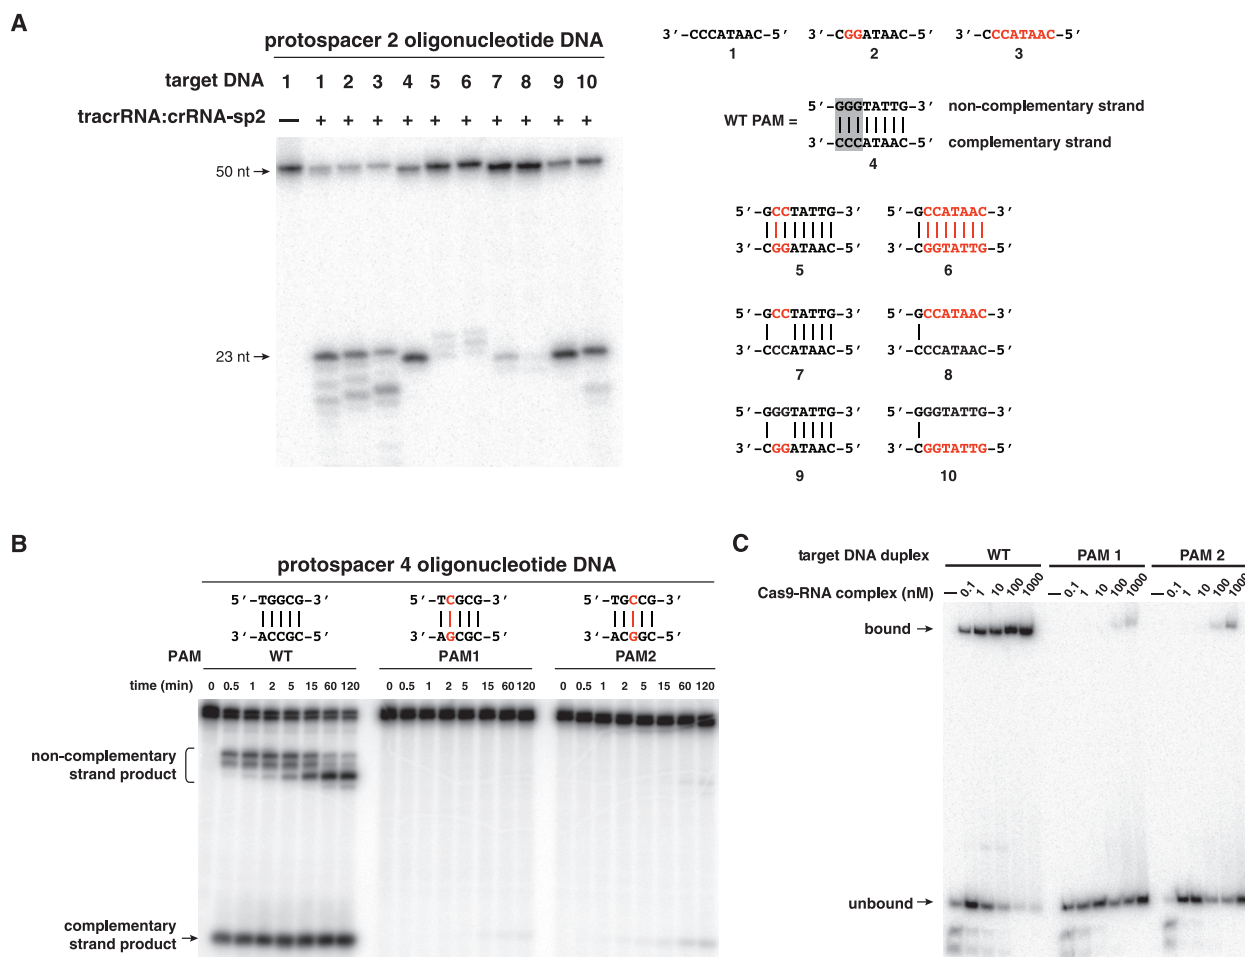 A
protospacer 2 oligonucleotide DNA
target DNA 1 1 2 3 4 5 6 7 8 9 10
tracrRNA:crRNA-sp2 — + + + + + + + + + +
50 nt →
23 nt →
3′-CCCATAAC-5′ 3′-CGGATAAC-5′ 3′-CCCATAAC-5′
1 2 3
5′-GGGTATTG-3′ non-complementary strand
WT PAM =
3′-CCCATAAC-5′ complementary strand
4
5′-GCCTATTG-3′ 5′-GCCATAAC-3′
3′-CGGATAAC-5′ 3′-CGGTATTG-5′
5 6
5′-GCCTATTG-3′ 5′-GCCATAAC-3′
3′-CCCATAAC-5′ 3′-CCCATAAC-5′
7 8
5′-GGGTATTG-3′ 5′-GGGTATTG-3′
3′-CGGATAAC-5′ 3′-CGGTATTG-5′
9 10
B
protospacer 4 oligonucleotide DNA
5′-TGGCG-3′ 5′-TCGCG-3′ 5′-TGCCG-3′
3′-ACCGC-5′ 3′-AGCGC-5′ 3′-ACGGC-5′
PAM WT PAM1 PAM2
time (min) 0 0.5 1 2 5 15 60 120 0 0.5 1 2 5 15 60 120 0 0.5 1 2 5 15 60 120
non-complementary
strand product
complementary
strand product →
C
target DNA duplex WT PAM 1 PAM 2
Cas9-RNA complex (nM) — 0.1 1 10 100 1000 — 0.1 1 10 100 1000 — 0.1 1 10 100 1000
bound →
unbound →